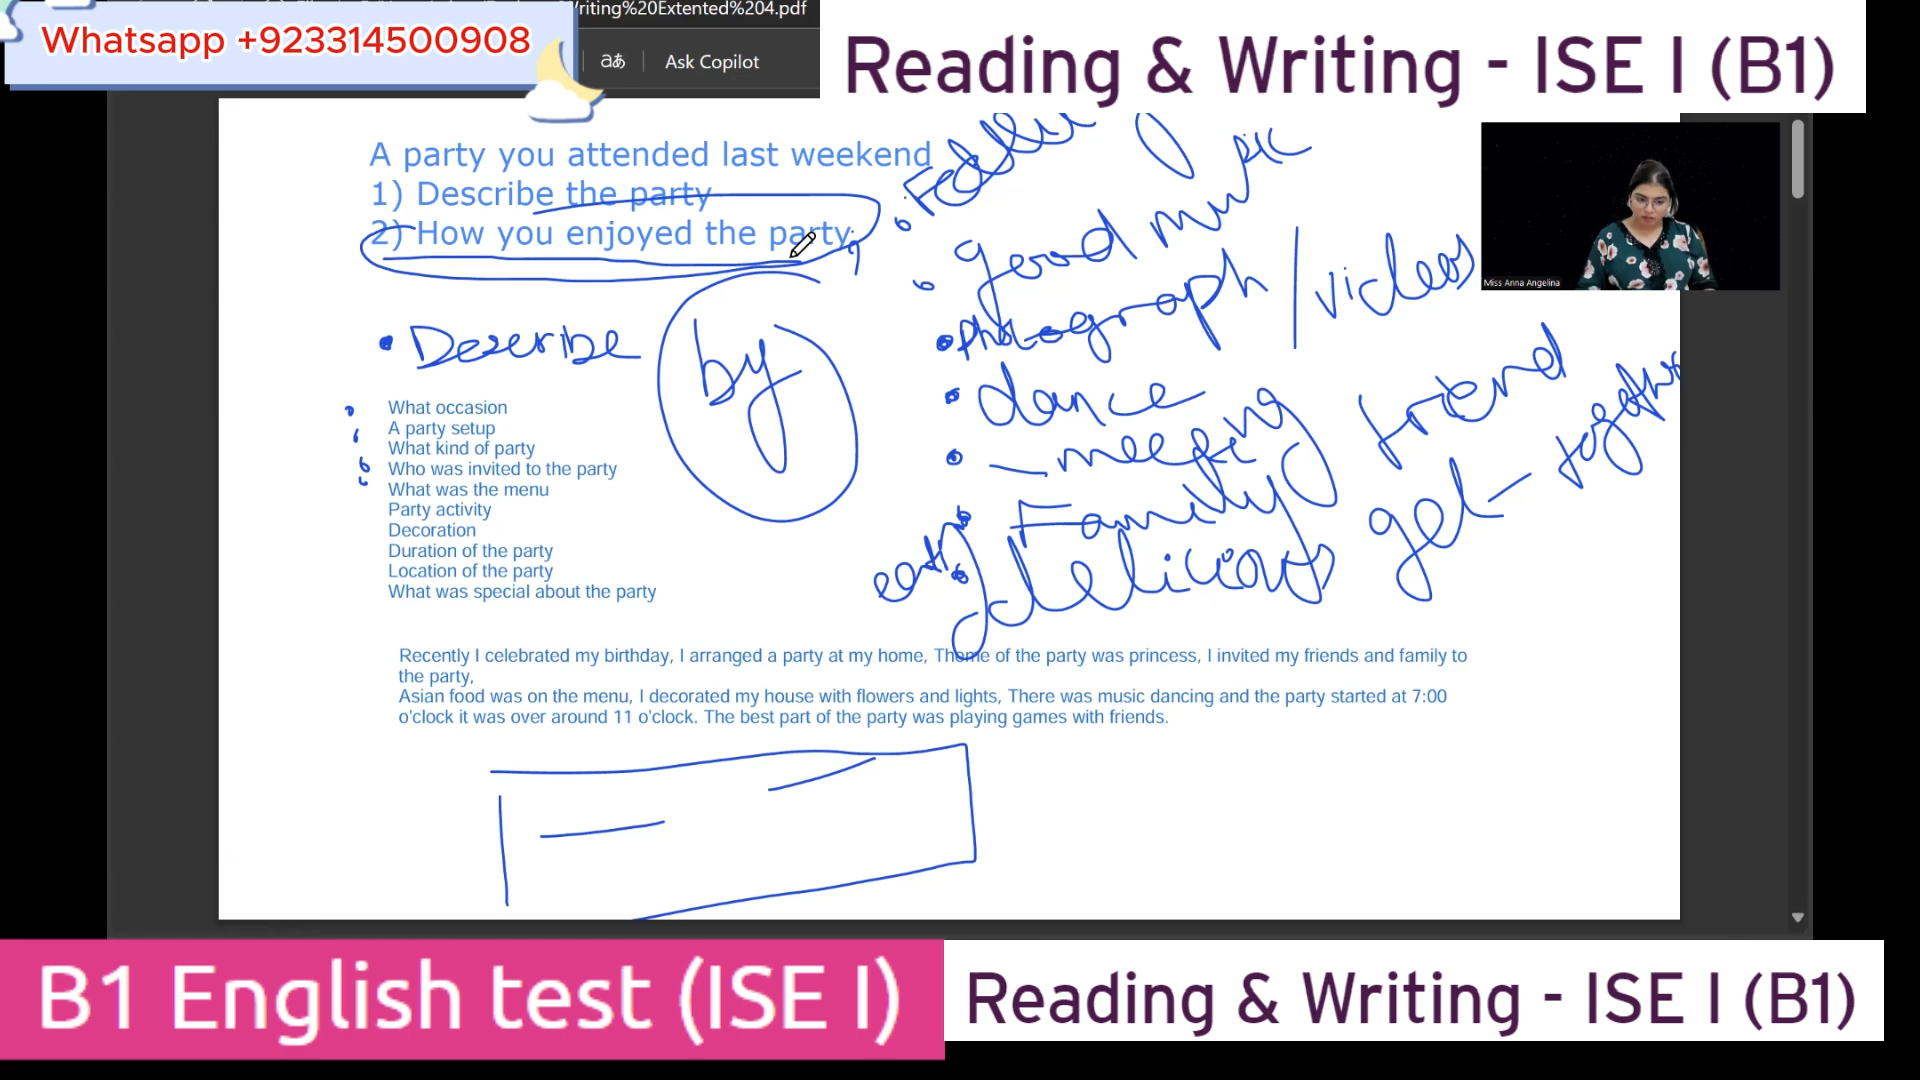 Writing%20Extented%204.pdf
Whatsapp +923314500908
aあ Ask Copilot
Reading & Writing - ISE I (B1)
A party you attended last weekend
1) Describe the party
2) How you enjoyed the party,
• Describe
by
What occasion
A party setup
What kind of party
Who was invited to the party
What was the menu
Party activity
Decoration
Duration of the party
Location of the party
What was special about the party
good music
• Photograph / videos
• dance
• - meeting friend
Family get-together
eating delicious
Miss Anna Angelina
Recently I celebrated my birthday, I arranged a party at my home, Theme of the party was princess, I invited my friends and family to
the party,
Asian food was on the menu, I decorated my house with flowers and lights, There was music dancing and the party started at 7:00
o'clock it was over around 11 o'clock. The best part of the party was playing games with friends.
B1 English test (ISE I)
Reading & Writing - ISE I (B1)